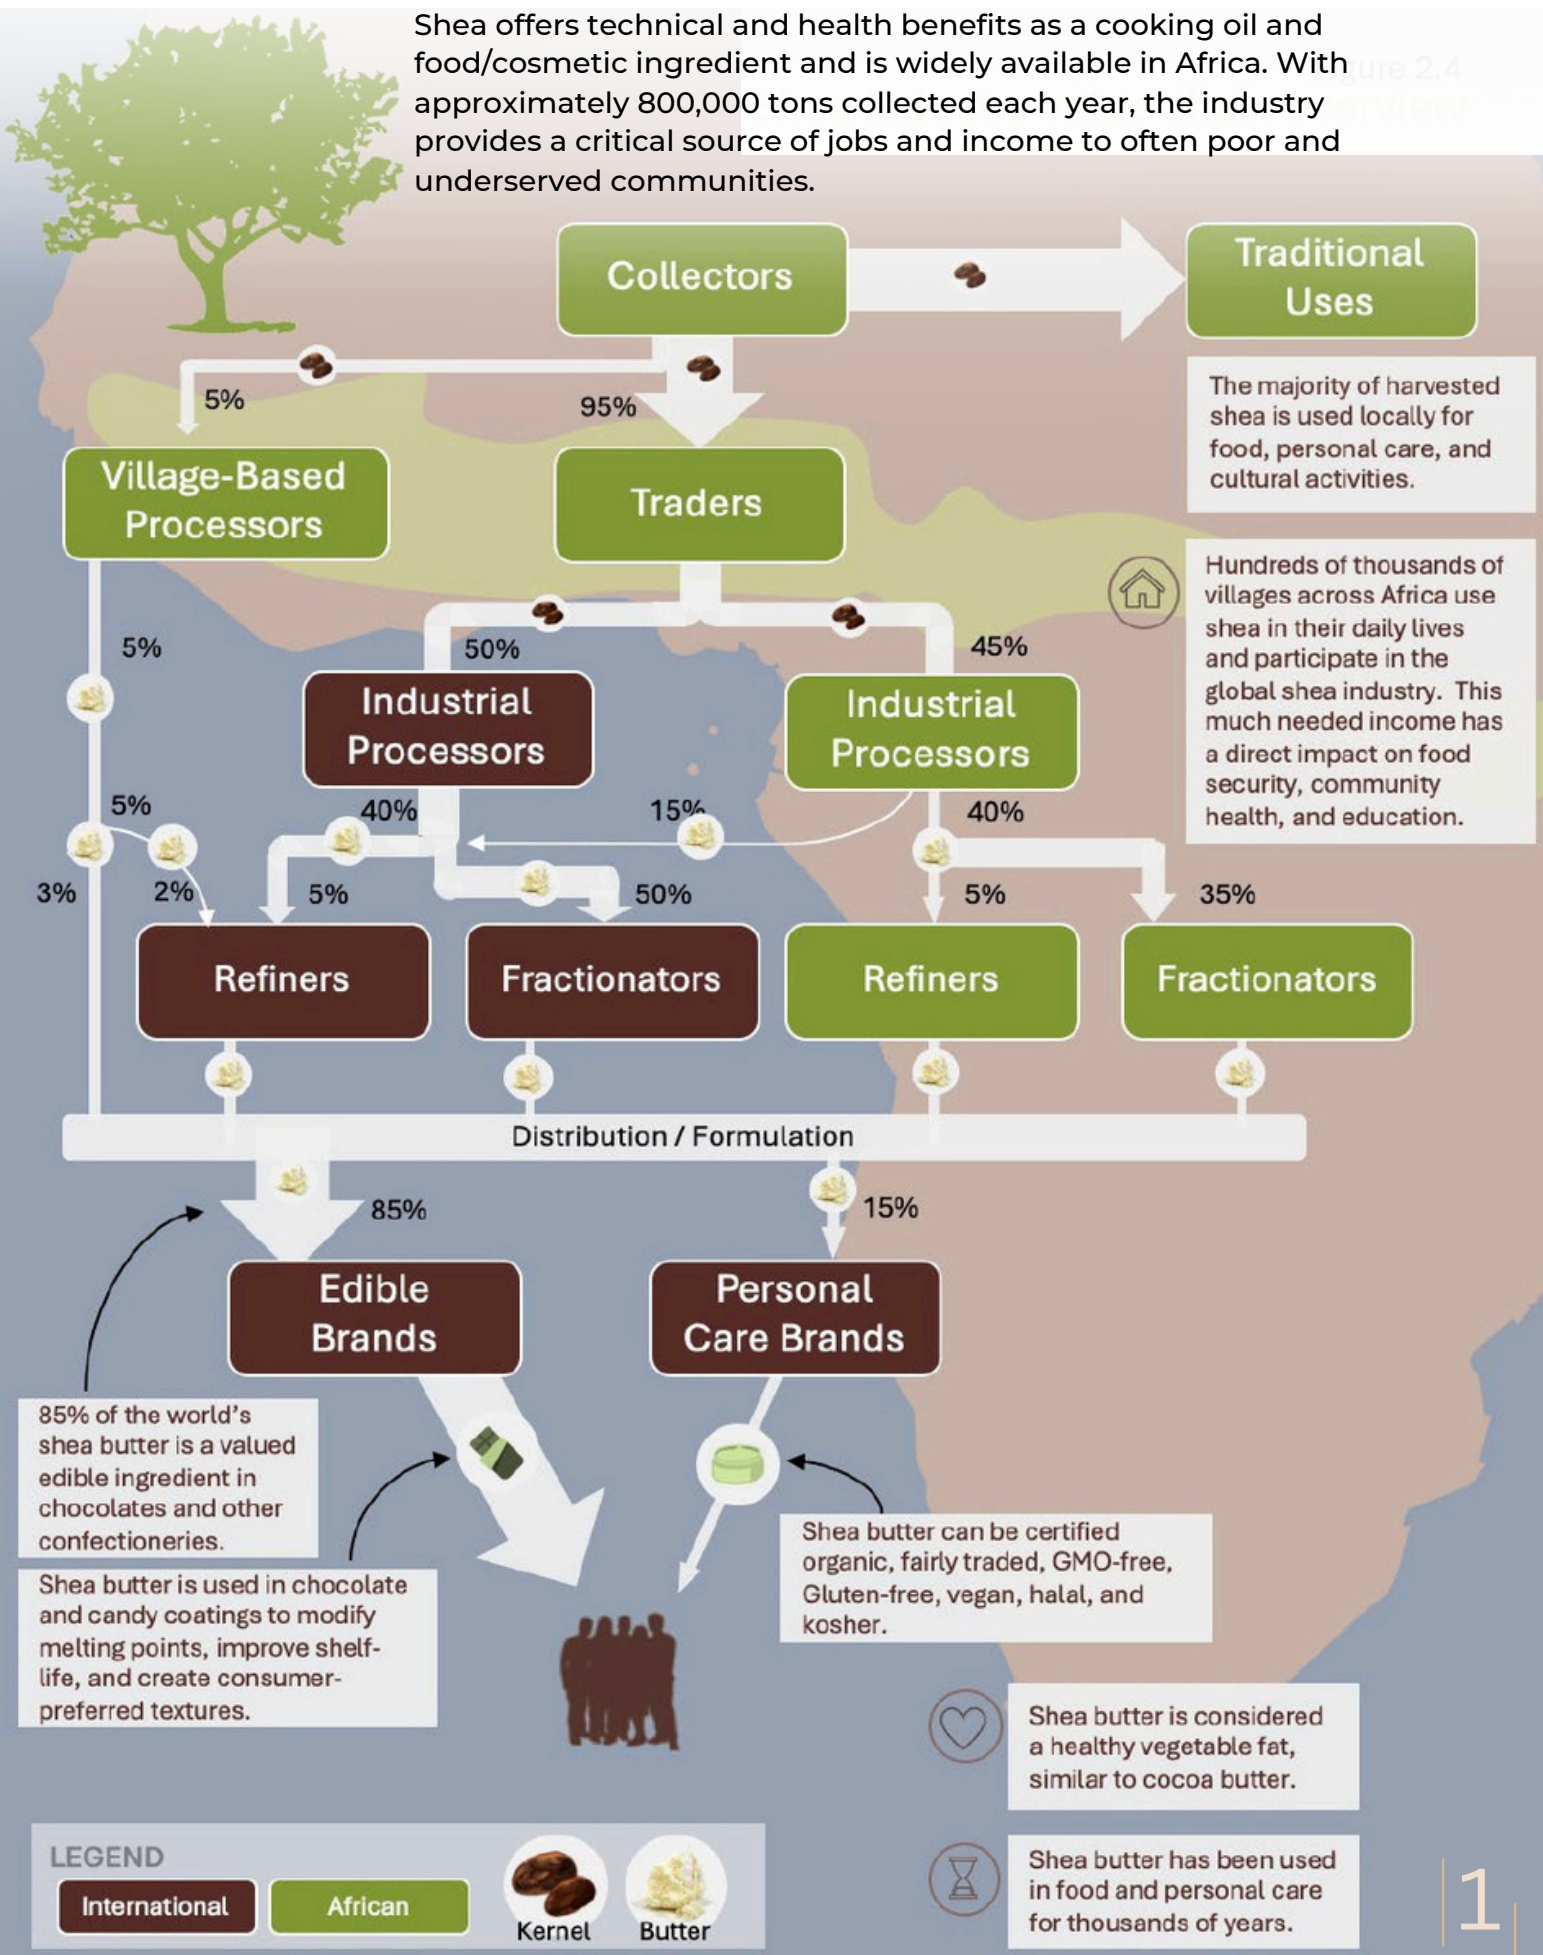 Shea offers technical and health benefits as a cooking oil and
food/cosmetic ingredient and is widely available in Africa. With
approximately 800,000 tons collected each year, the industry
provides a critical source of jobs and income to often poor and
underserved communities.
Figure 2.4
Collectors
Traditional
Uses
5%
95%
The majority of harvested
shea is used locally for
food, personal care, and
cultural activities.
Village-Based
Processors
Traders
Hundreds of thousands of
villages across Africa use
shea in their daily lives
and participate in the
global shea industry. This
much needed income has
a direct impact on food
security, community
health, and education.
5%
50%
45%
Industrial
Processors
Industrial
Processors
5%
40%
15%
40%
3%
2%
5%
50%
5%
35%
Refiners
Fractionators
Refiners
Fractionators
Distribution / Formulation
85%
15%
Edible
Brands
Personal
Care Brands
85% of the world's
shea butter is a valued
edible ingredient in
chocolates and other
confectioneries.
Shea butter is used in chocolate
and candy coatings to modify
melting points, improve shelf-
life, and create consumer-
preferred textures.
Shea butter can be certified
organic, fairly traded, GMO-free,
Gluten-free, vegan, halal, and
kosher.
Shea butter is considered
a healthy vegetable fat,
similar to cocoa butter.
Shea butter has been used
in food and personal care
for thousands of years.
LEGEND
International
African
Kernel
Butter
1